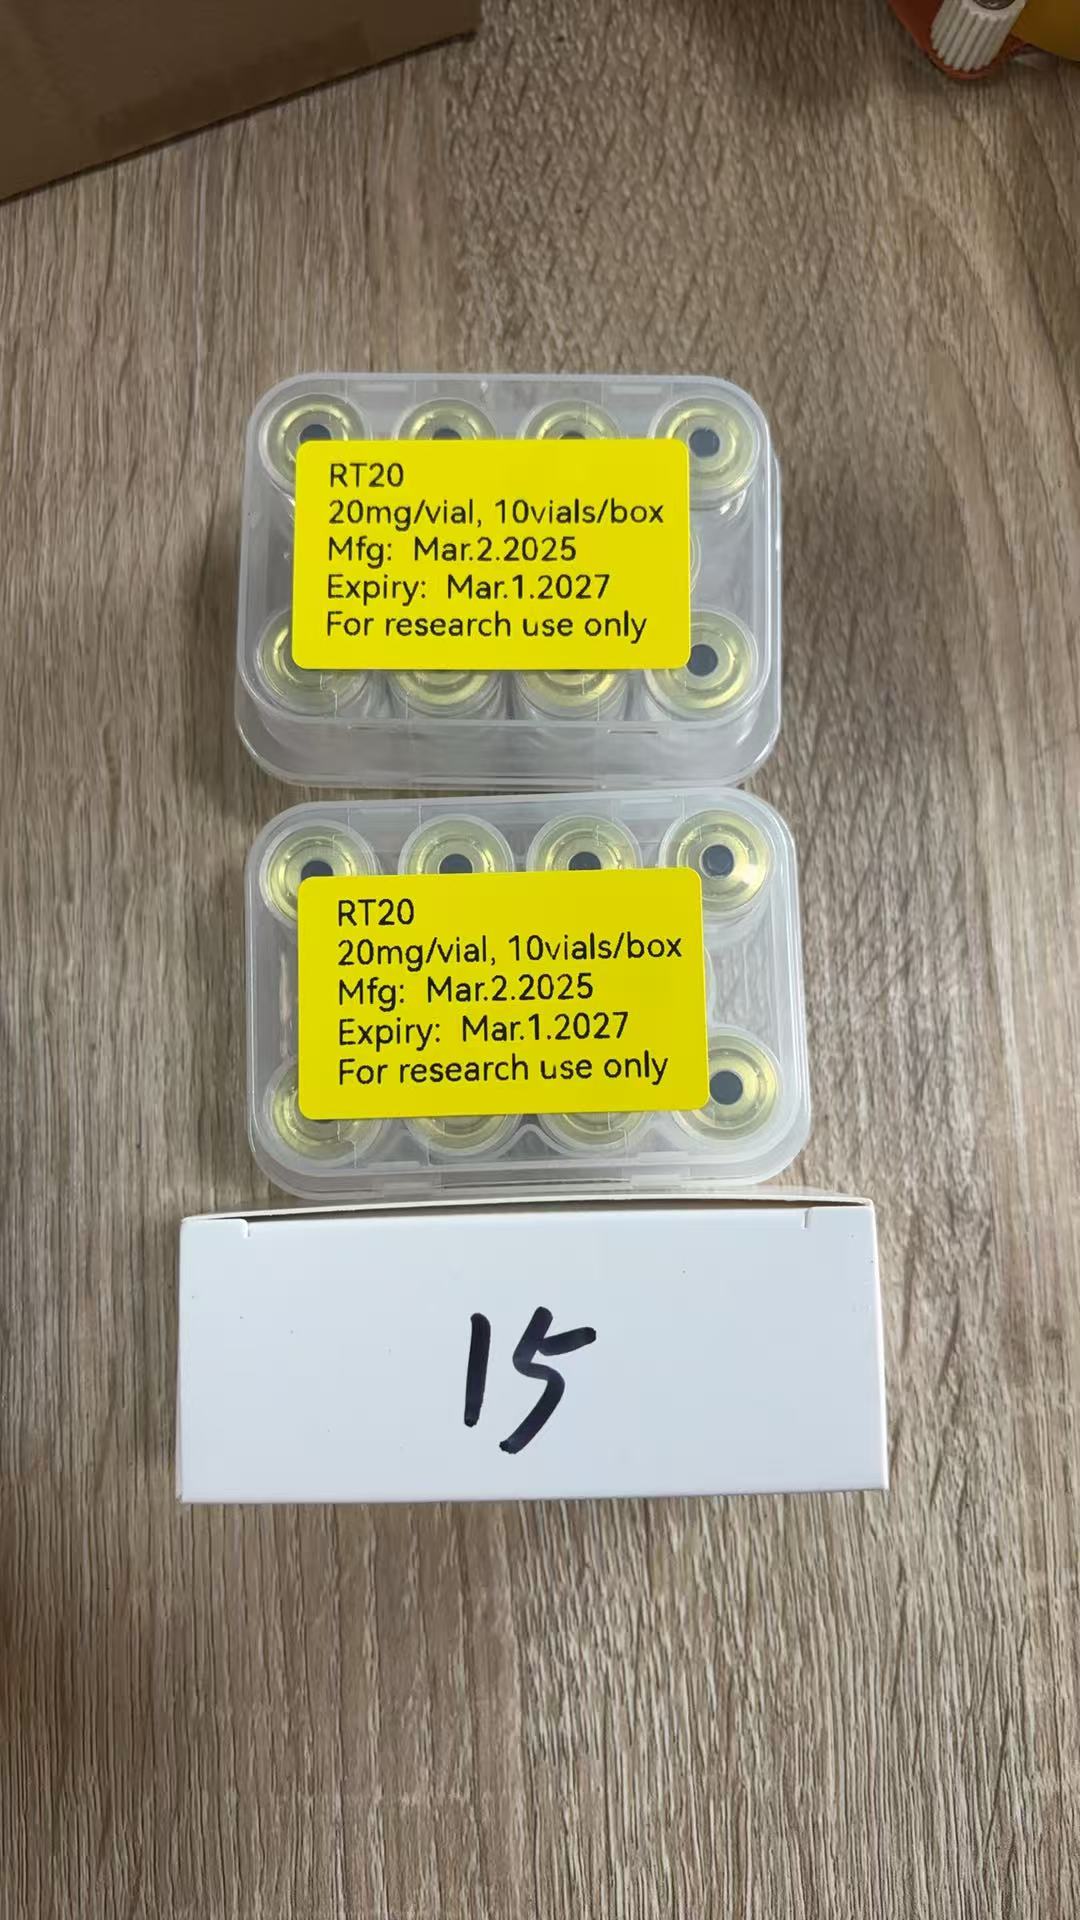 RT20
20mg/vial, 10vials/box
Mfg: Mar.2.2025
Expiry: Mar.1.2027
For research use only
RT20
20mg/vial, 10vials/box
Mfg: Mar.2.2025
Expiry: Mar.1.2027
For research use only
15